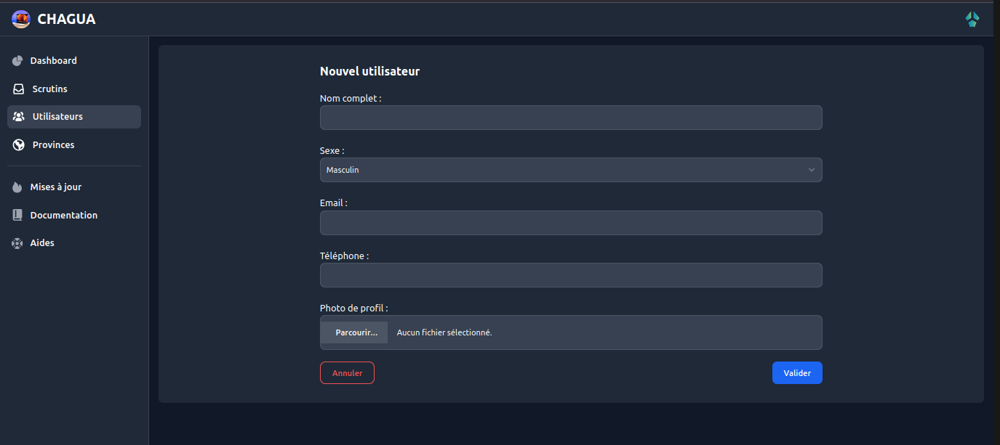 CHAGUA
Dashboard
Scrutins
Utilisateurs
Provinces
Mises à jour
Documentation
Aides
Nouvel utilisateur
Nom complet :
Sexe :
Masculin
Email :
Téléphone :
Photo de profil :
Parcourir... Aucun fichier sélectionné.
Annuler Valider